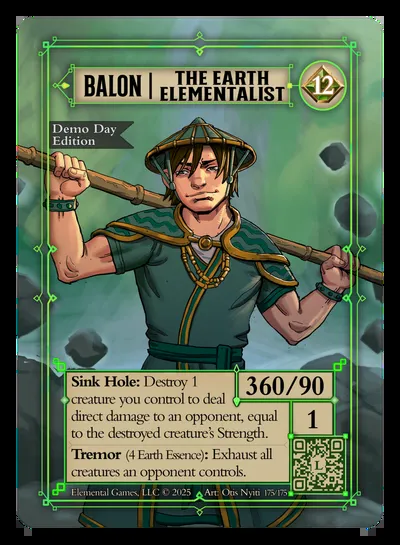 BALON | THE EARTH ELEMENTALIST
12
Demo Day
Edition
Sink Hole: Destroy 1
creature you control to deal
direct damage to an opponent, equal
to the destroyed creature's Strength.
Tremor (4 Earth Essence): Exhaust all
creatures an opponent controls.
360/90
1
L
Elemental Games, LLC © 2025 Art: Otis Nyiti 175/175